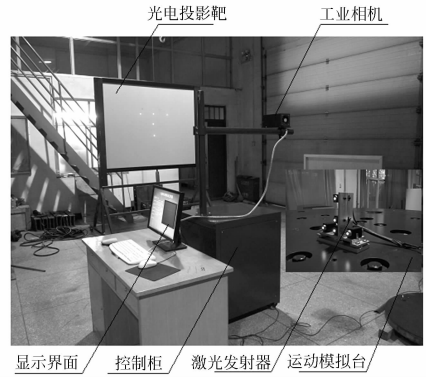 光电投影靶
工业相机
显示界面
控制柜
激光发射器
运动模拟台